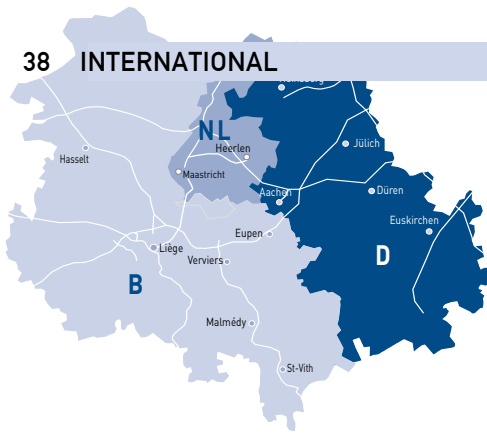 38 INTERNATIONAL
NL
Heerlen
Jülich
Hasselt
Maastricht
Aachen
Düren
Euskirchen
Eupen
Liège
D
Verviers
B
Malmédy
St-Vith